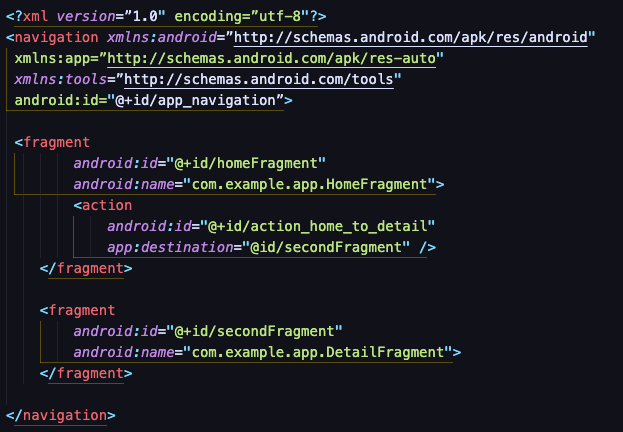 <?xml version=”1.0" encoding=”utf-8"?>
<navigation xmlns:android=”http://schemas.android.com/apk/res/android"
xmlns:app=”http://schemas.android.com/apk/res-auto"
xmlns:tools=”http://schemas.android.com/tools"
android:id="@+id/app_navigation”>
<fragment
android:id="@+id/homeFragment"
android:name="com.example.app.HomeFragment">
<action
android:id="@+id/action_home_to_detail"
app:destination="@id/secondFragment" />
</fragment>
<fragment
android:id="@+id/secondFragment"
android:name="com.example.app.DetailFragment">
</fragment>
</navigation>